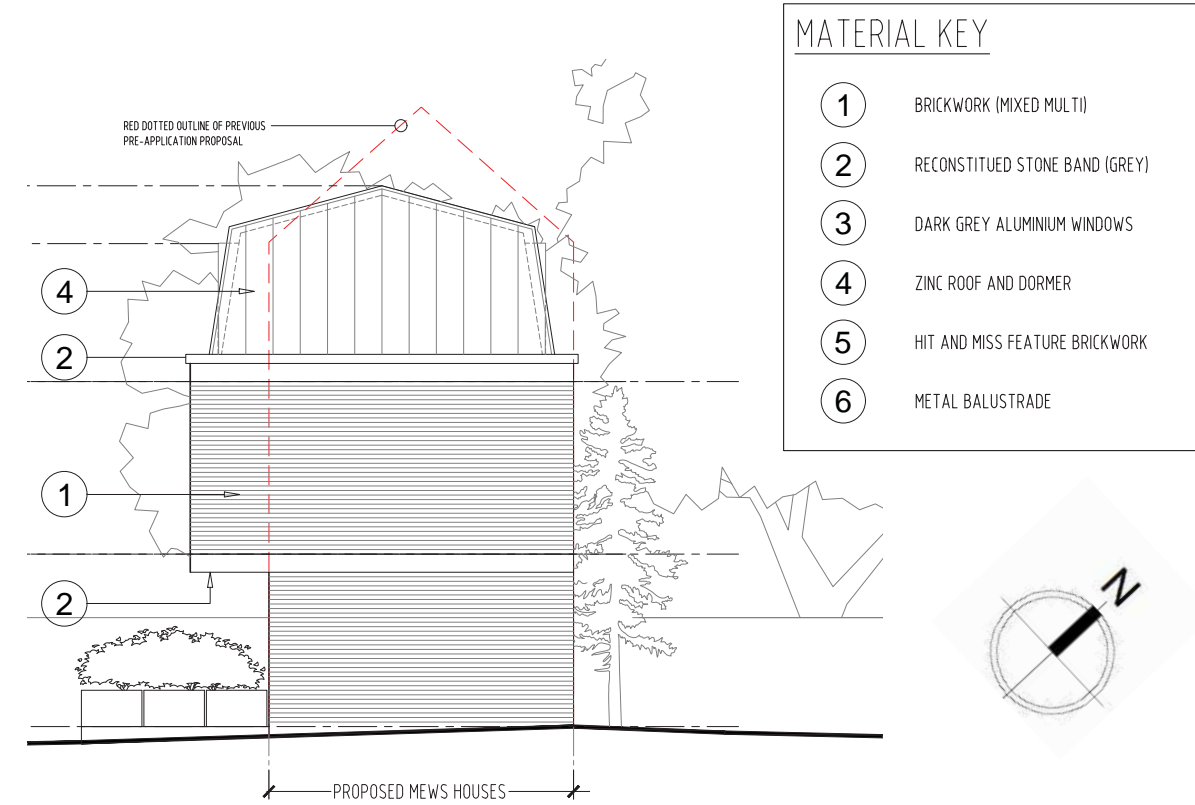 MATERIAL KEY
1 BRICKWORK (MIXED MULTI)
2 RECONSTITUED STONE BAND (GREY)
3 DARK GREY ALUMINIUM WINDOWS
4 ZINC ROOF AND DORMER
5 HIT AND MISS FEATURE BRICKWORK
6 METAL BALUSTRADE
RED DOTTED OUTLINE OF PREVIOUS
PRE-APPLICATION PROPOSAL
4
2
1
2
N
PROPOSED MEWS HOUSES